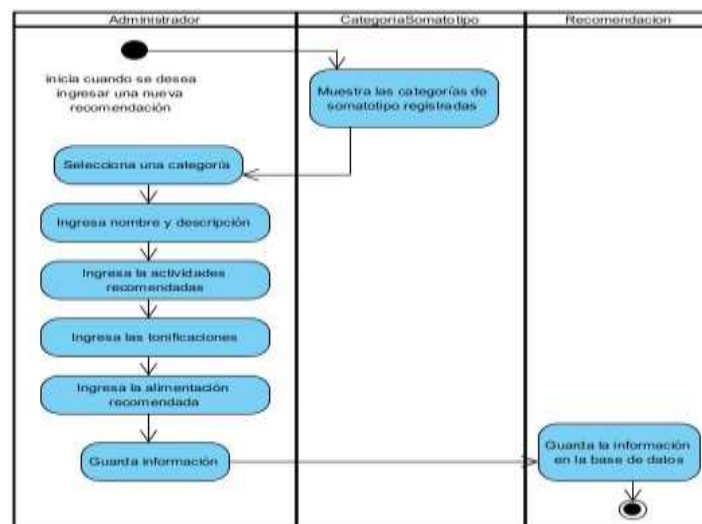 Administrador
CategoriaSomatotipo
Recomendacion
inicia cuando se desea
ingresar una nueva
recomendación
Muestra las categorías de
somatotipo registradas
Selecciona una categoría
Ingresa nombre y descripción
Ingresa la actividades
recomendadas
Ingresa las tonificaciones
Ingresa la alimentación
recomendada
Guarda información
Guarda la información
en la base de datos